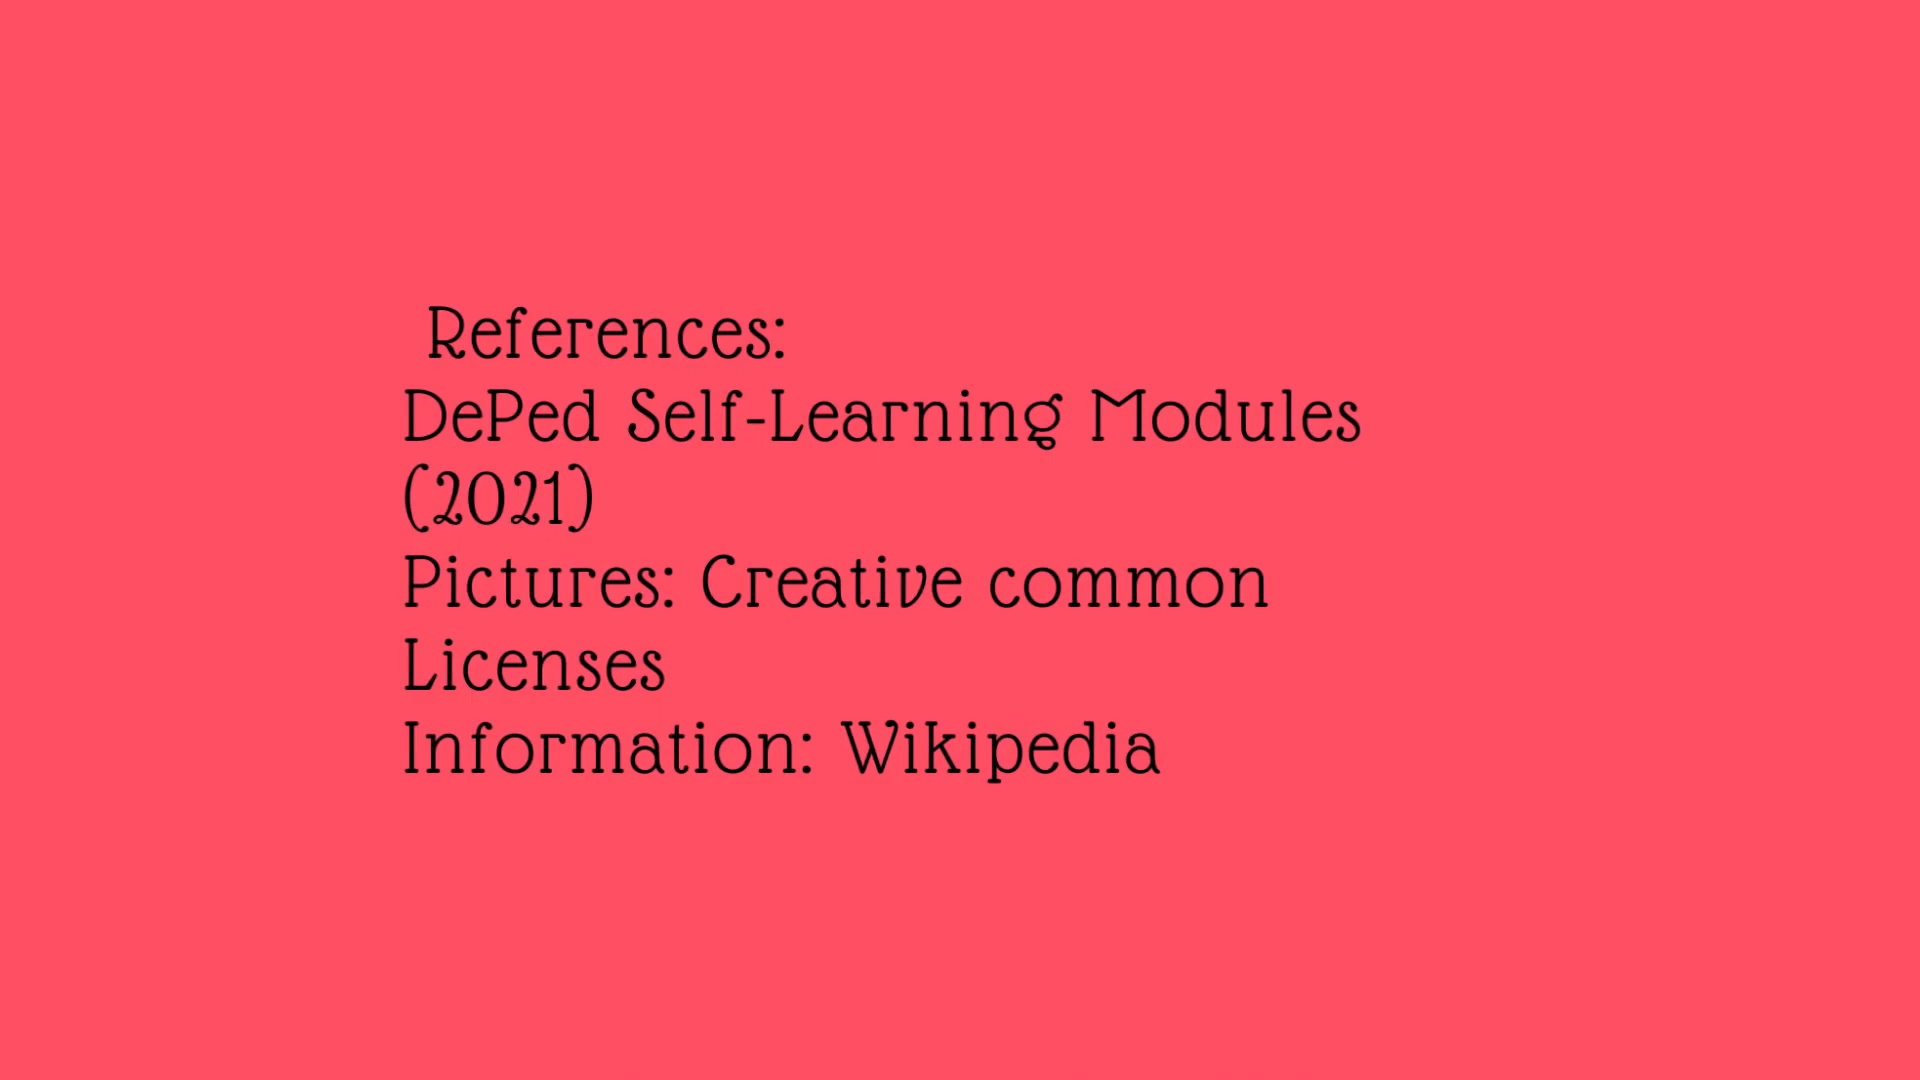 References:
DePed Self-Learning Modules
(2021)
Pictures: Creative common
Licenses
Information: Wikipedia